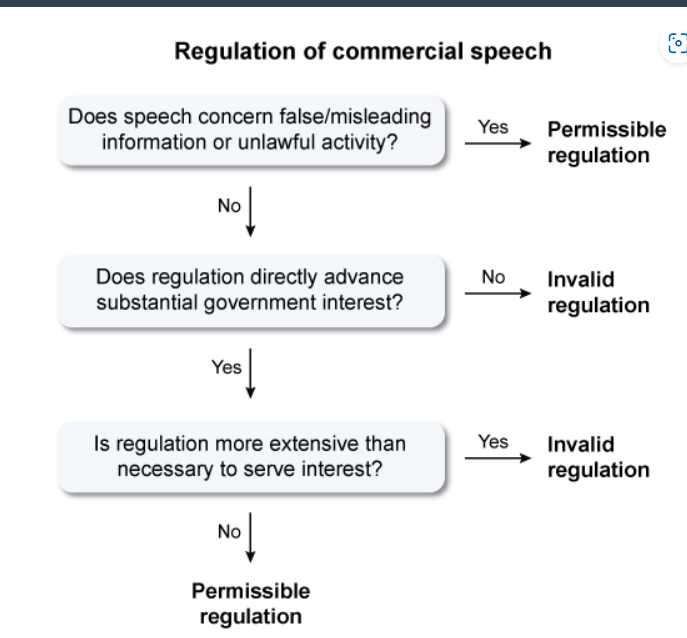 Regulation of commercial speech
Does speech concern false/misleading
information or unlawful activity?
Yes
Permissible
regulation
No
Does regulation directly advance
substantial government interest?
No
Invalid
regulation
Yes
Is regulation more extensive than
necessary to serve interest?
Yes
Invalid
regulation
No
Permissible
regulation